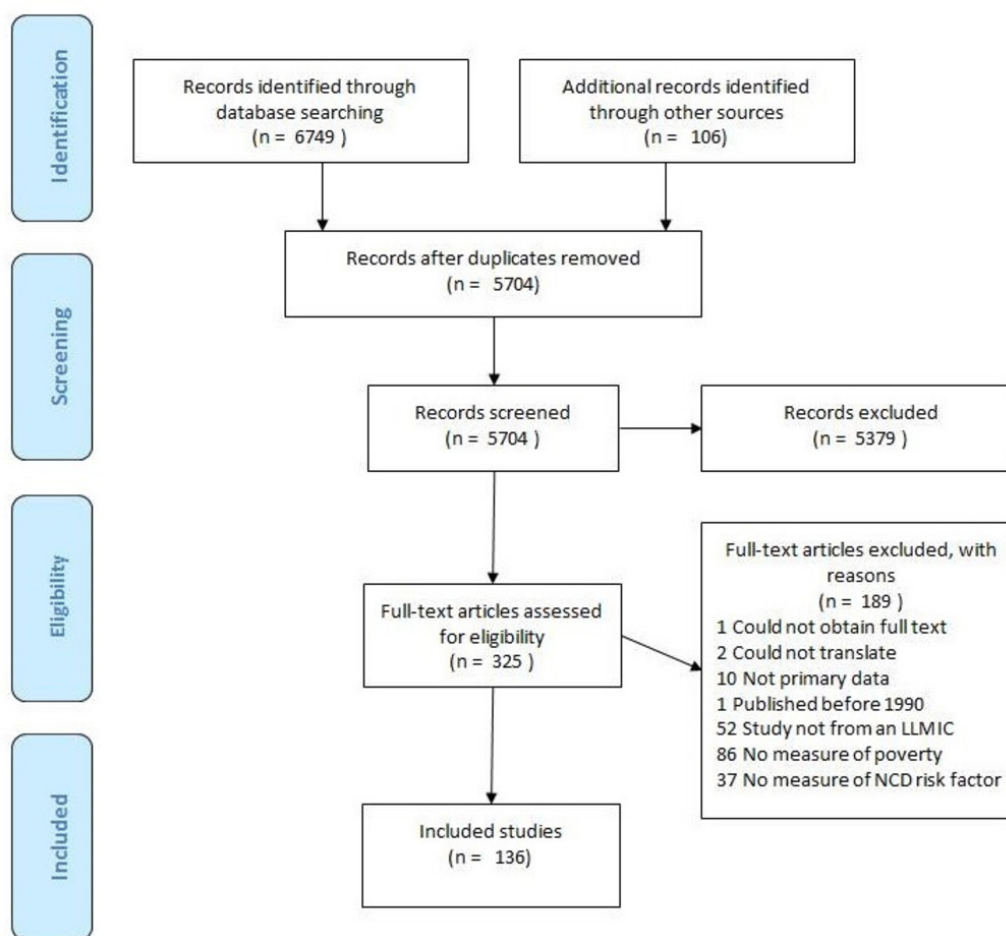 Identification
Records identified through
database searching
(n = 6749 )
Additional records identified
through other sources
(n = 106)
Records after duplicates removed
(n = 5704)
Screening
Records screened
(n = 5704 )
Records excluded
(n = 5379 )
Eligibility
Full-text articles assessed
for eligibility
(n = 325 )
Full-text articles excluded, with
reasons
(n = 189 )
1 Could not obtain full text
2 Could not translate
10 Not primary data
1 Published before 1990
52 Study not from an LLMIC
86 No measure of poverty
37 No measure of NCD risk factor
Included
Included studies
(n = 136)